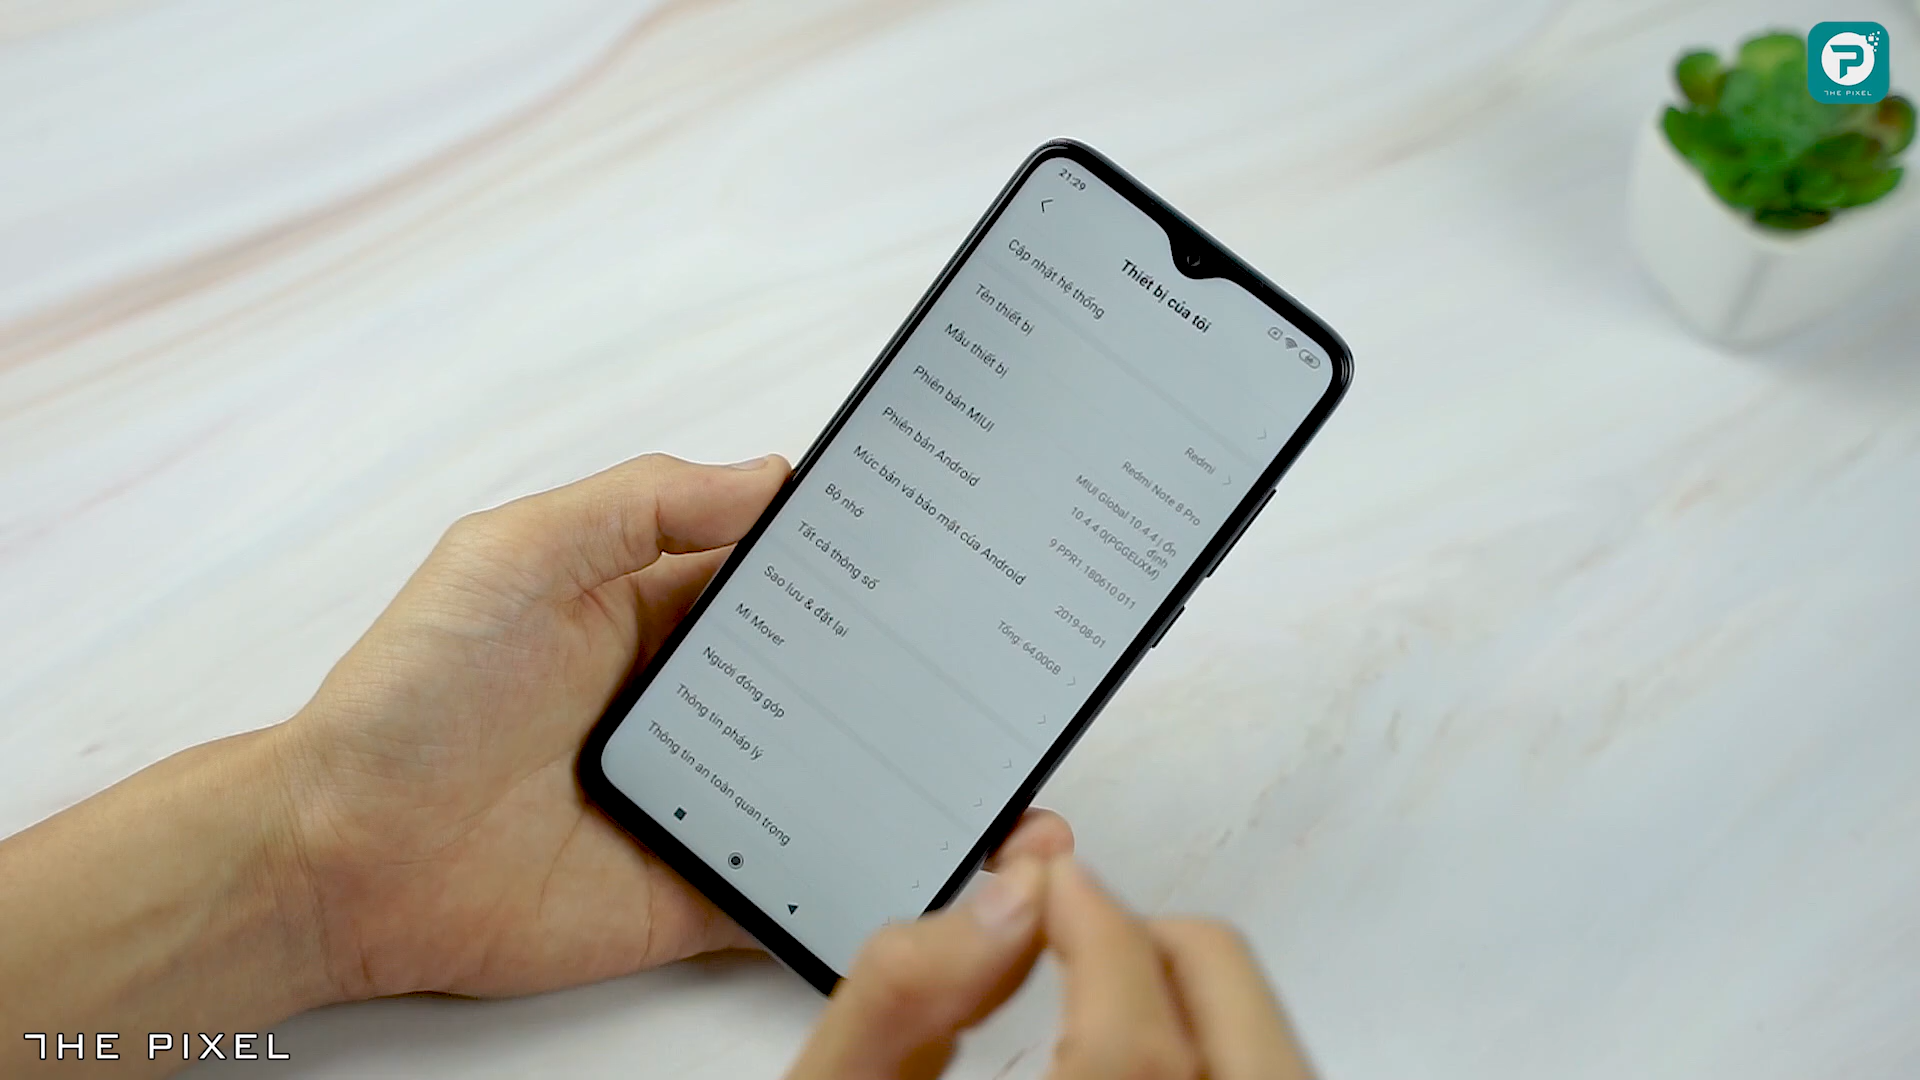 THE PIXEL
21:29
Thiết bị của tôi
Cập nhật hệ thống
Tên thiết bị
Redmi
Mẫu thiết bị
Redmi Note 8 Pro
Phiên bản MIUI
MIUI Global 10.4.4 | Ổn
định
10.4.4.0(PGGEUXM)
Phiên bản Android
9 PPR1.180610.011
Mức bản vá bảo mật của Android
2019-08-01
Bộ nhớ
Tổng: 64,00GB
Tất cả thông số
Sao lưu & đặt lại
Mi Mover
Người đóng góp
Thông tin pháp lý
Thông tin an toàn quan trọng
THE PIXEL